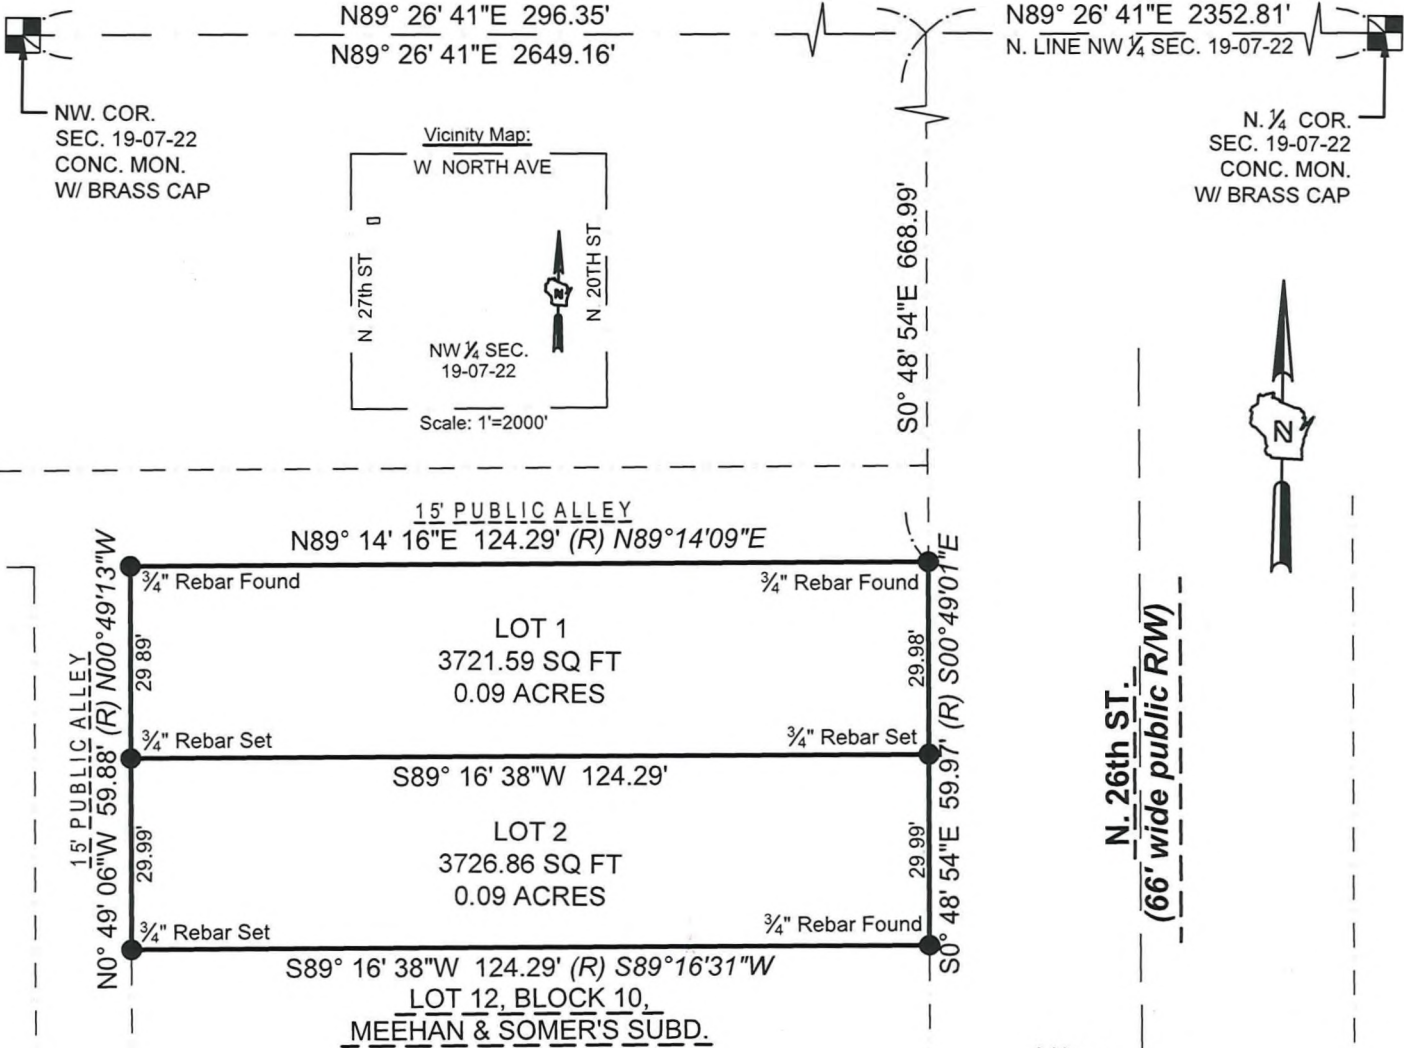 N89° 26' 41"E 296.35'
N89° 26' 41"E 2649.16'
N89° 26' 41"E 2352.81'
N. LINE NW ¼ SEC. 19-07-22
NW. COR.
SEC. 19-07-22
CONC. MON.
W/ BRASS CAP
N. ¼ COR.
SEC. 19-07-22
CONC. MON.
W/ BRASS CAP
Vicinity Map:
W NORTH AVE
N. 27th ST
N. 20TH ST
N
NW ¼ SEC.
19-07-22
Scale: 1'=2000'
S0° 48' 54"E 668.99'
N
15' PUBLIC ALLEY
N89° 14' 16"E 124.29' (R) N89°14'09"E
¾" Rebar Found
¾" Rebar Found
LOT 1
3721.59 SQ FT
0.09 ACRES
29.89'
29.98'
15' PUBLIC ALLEY
N0° 49' 06"W 59.88' (R) N00°49'13"W
S0° 48' 54"E 59.97' (R) S00°49'01"E
¾" Rebar Set
¾" Rebar Set
S89° 16' 38"W 124.29'
LOT 2
3726.86 SQ FT
0.09 ACRES
29.99'
29.99'
¾" Rebar Set
¾" Rebar Found
S89° 16' 38"W 124.29' (R) S89°16'31"W
LOT 12, BLOCK 10,
MEEHAN & SOMER'S SUBD.
N. 26th ST.
(66' wide public R/W)